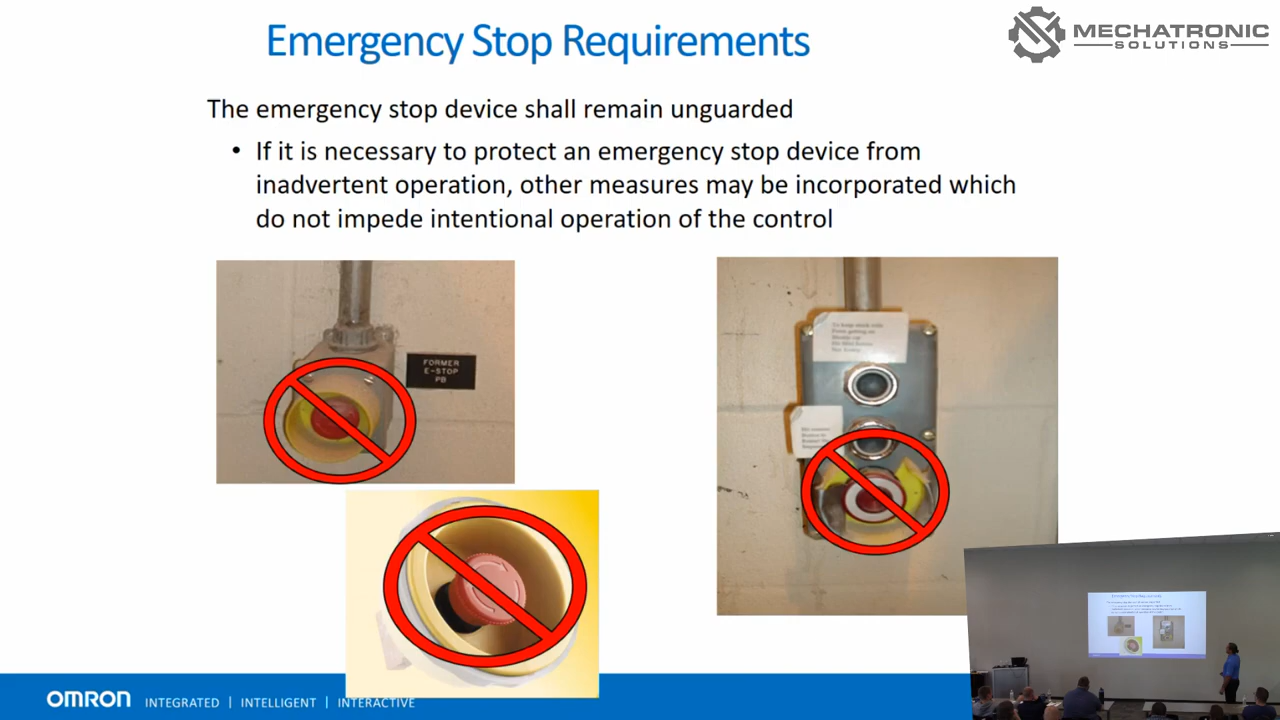 Emergency Stop Requirements
MECHATRONIC
SOLUTIONS
The emergency stop device shall remain unguarded
• If it is necessary to protect an emergency stop device from
inadvertent operation, other measures may be incorporated which
do not impede intentional operation of the control
FORMER
E-STOP
PB
OMRON INTEGRATED | INTELLIGENT | INTERACTIVE